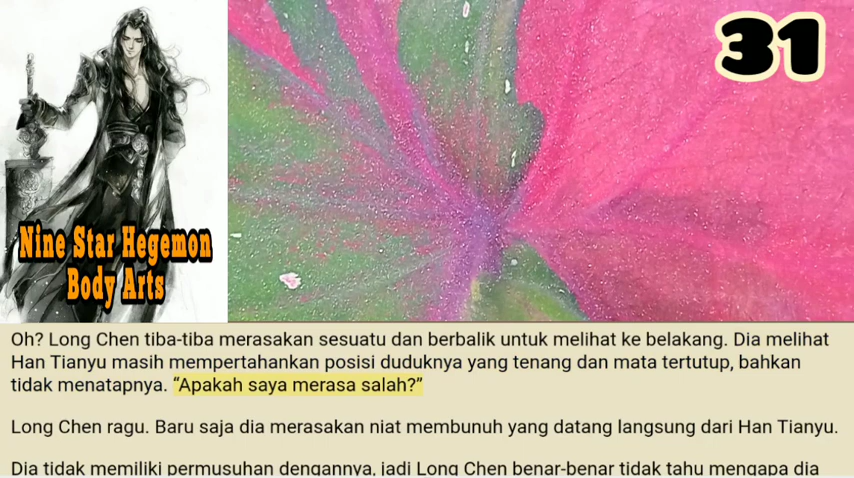 31
Nine Star Hegemon
Body Arts
Oh? Long Chen tiba-tiba merasakan sesuatu dan berbalik untuk melihat ke belakang. Dia melihat
Han Tianyu masih mempertahankan posisi duduknya yang tenang dan mata tertutup, bahkan
tidak menatapnya. “Apakah saya merasa salah?”
Long Chen ragu. Baru saja dia merasakan niat membunuh yang datang langsung dari Han Tianyu.
Dia tidak memiliki permusuhan dengannya, jadi Long Chen benar-benar tidak tahu mengapa dia